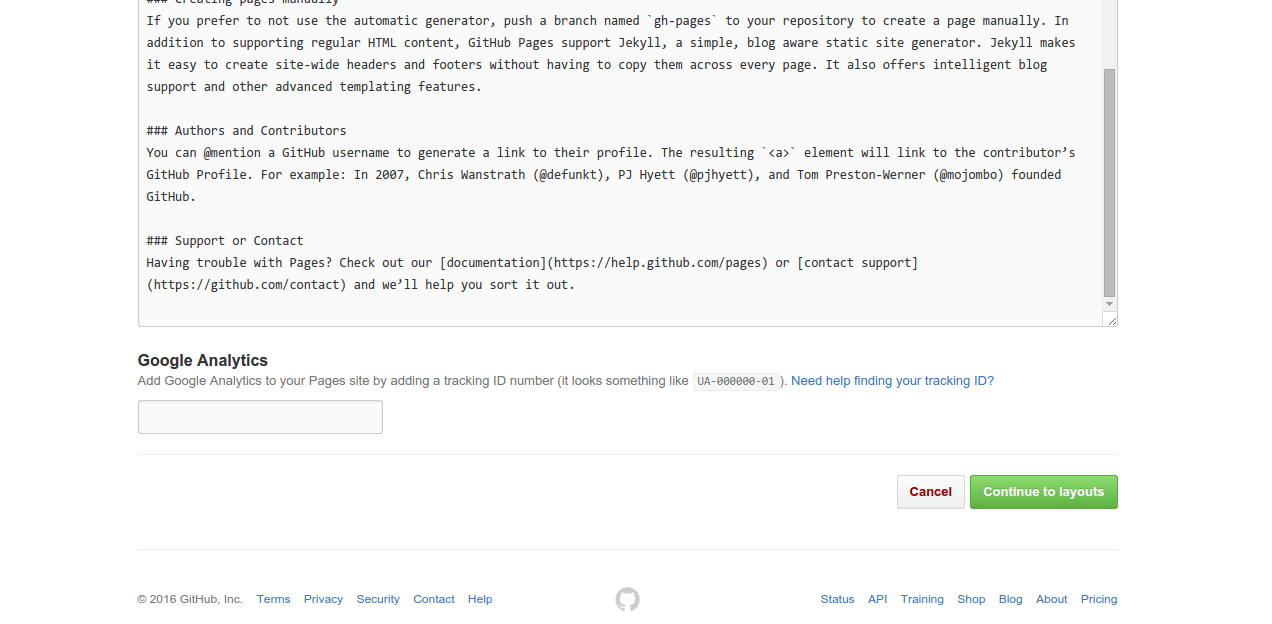 ### Creating pages manually
If you prefer to not use the automatic generator, push a branch named `gh-pages` to your repository to create a page manually. In
addition to supporting regular HTML content, GitHub Pages support Jekyll, a simple, blog aware static site generator. Jekyll makes
it easy to create site-wide headers and footers without having to copy them across every page. It also offers intelligent blog
support and other advanced templating features.
### Authors and Contributors
You can @mention a GitHub username to generate a link to their profile. The resulting `<a>` element will link to the contributor’s
GitHub Profile. For example: In 2007, Chris Wanstrath (@defunkt), PJ Hyett (@pjhyett), and Tom Preston-Werner (@mojombo) founded
GitHub.
### Support or Contact
Having trouble with Pages? Check out our [documentation](https://help.github.com/pages) or [contact support]
(https://github.com/contact) and we’ll help you sort it out.
Google Analytics
Add Google Analytics to your Pages site by adding a tracking ID number (it looks something like UA-000000-01 ). Need help finding your tracking ID?
Cancel Continue to layouts
© 2016 GitHub, Inc. Terms Privacy Security Contact Help Status API Training Shop Blog About Pricing